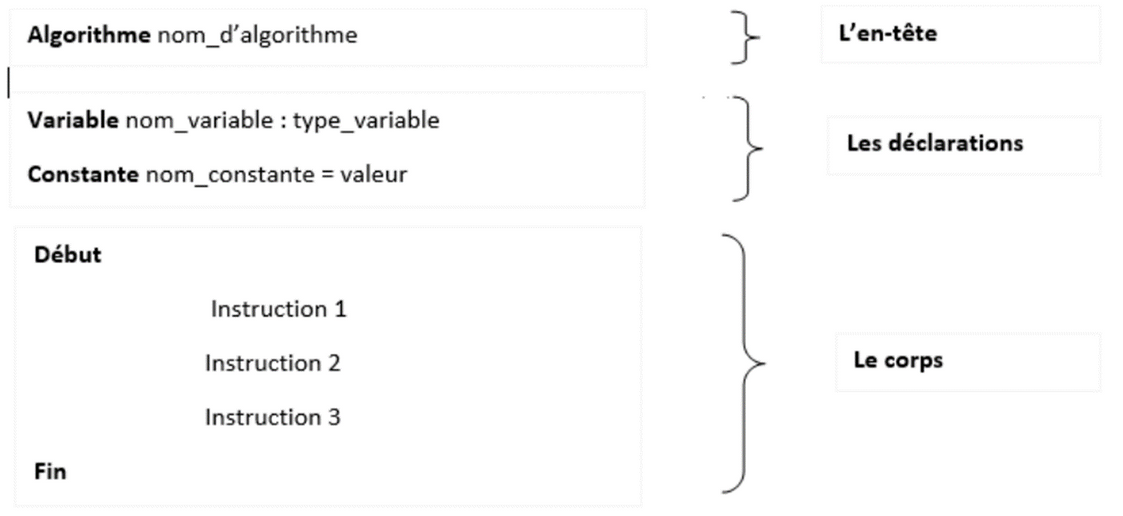 Algorithme nom_d’algorithme
L’en-tête
Variable nom_variable : type_variable
Constante nom_constante = valeur
Les déclarations
Début
Instruction 1
Instruction 2
Instruction 3
Fin
Le corps